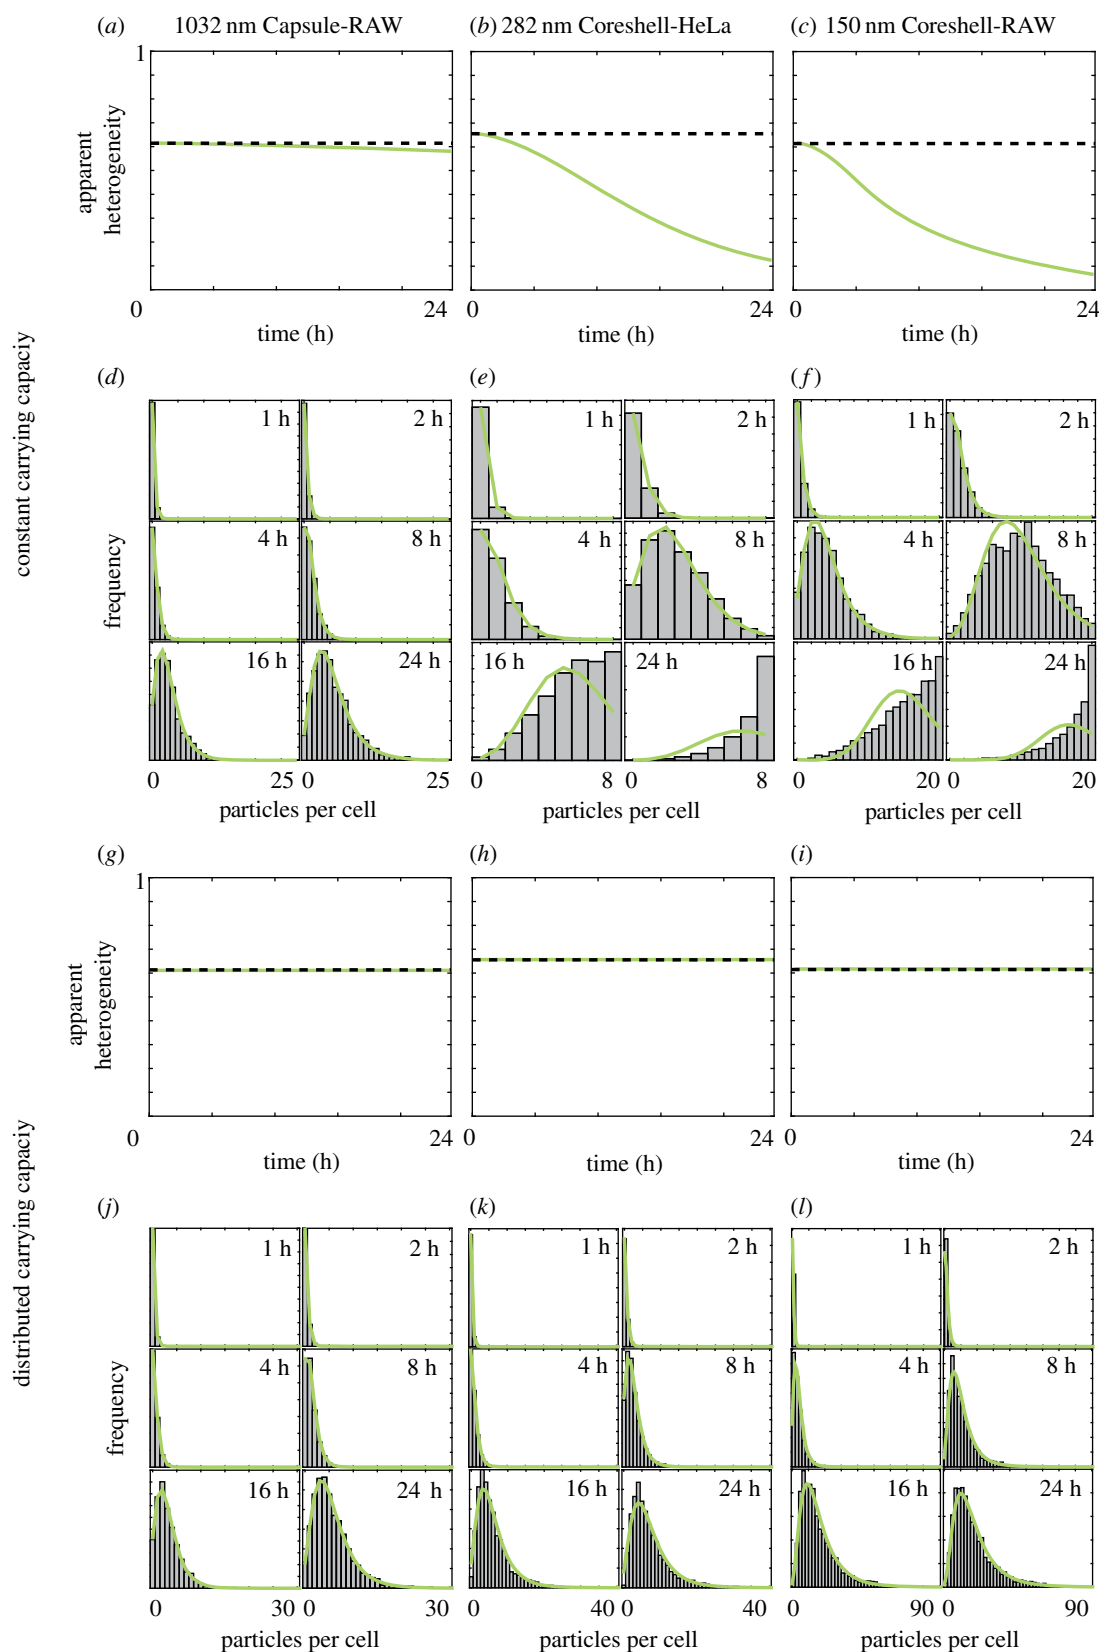 (a) 1032 nm Capsule-RAW
(b) 282 nm Coreshell-HeLa
(c) 150 nm Coreshell-RAW
1
apparent
heterogeneity
0 24 0 24 0 24
time (h) time (h) time (h)
constant carrying capaciy
(d) (e) (f)
1 h 2 h 1 h 2 h 1 h 2 h
4 h 8 h 4 h 8 h 4 h 8 h
frequency
16 h 24 h 16 h 24 h 16 h 24 h
0 25 0 25 0 8 0 8 0 20 0 20
particles per cell particles per cell particles per cell
(g) (h) (i)
1
apparent
heterogeneity
0 24 0 24 0 24
time (h) time (h) time (h)
distributed carrying capaciy
(j) (k) (l)
1 h 2 h 1 h 2 h 1 h 2 h
4 h 8 h 4 h 8 h 4 h 8 h
frequency
16 h 24 h 16 h 24 h 16 h 24 h
0 30 0 30 0 40 0 40 0 90 0 90
particles per cell particles per cell particles per cell